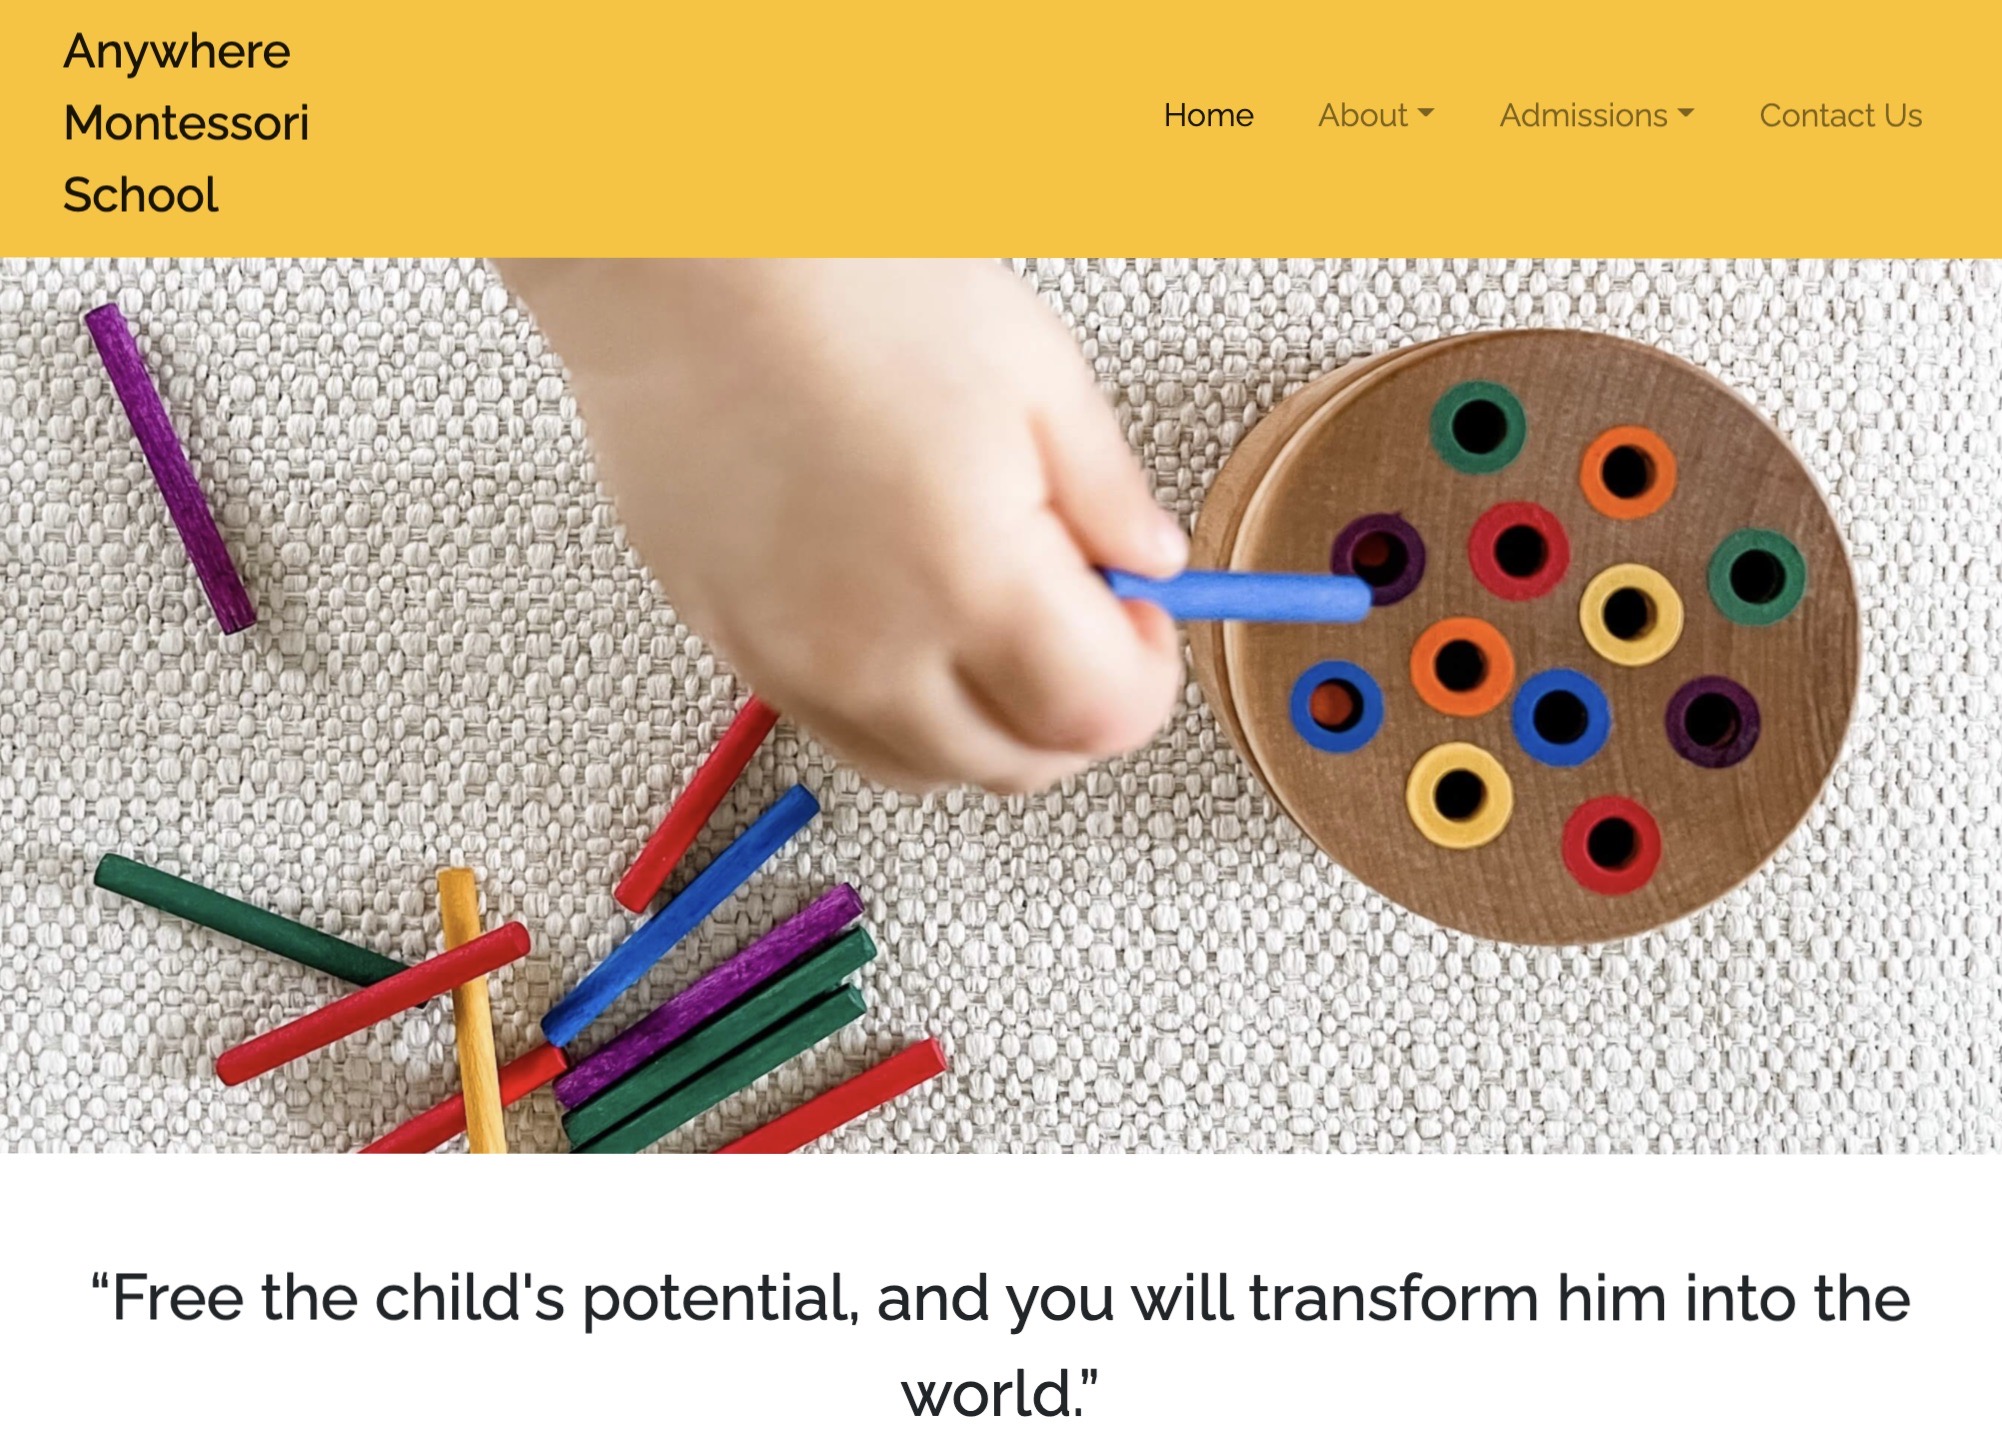 Anywhere
Montessori
School
Home About Admissions Contact Us
“Free the child's potential, and you will transform him into the
world.”